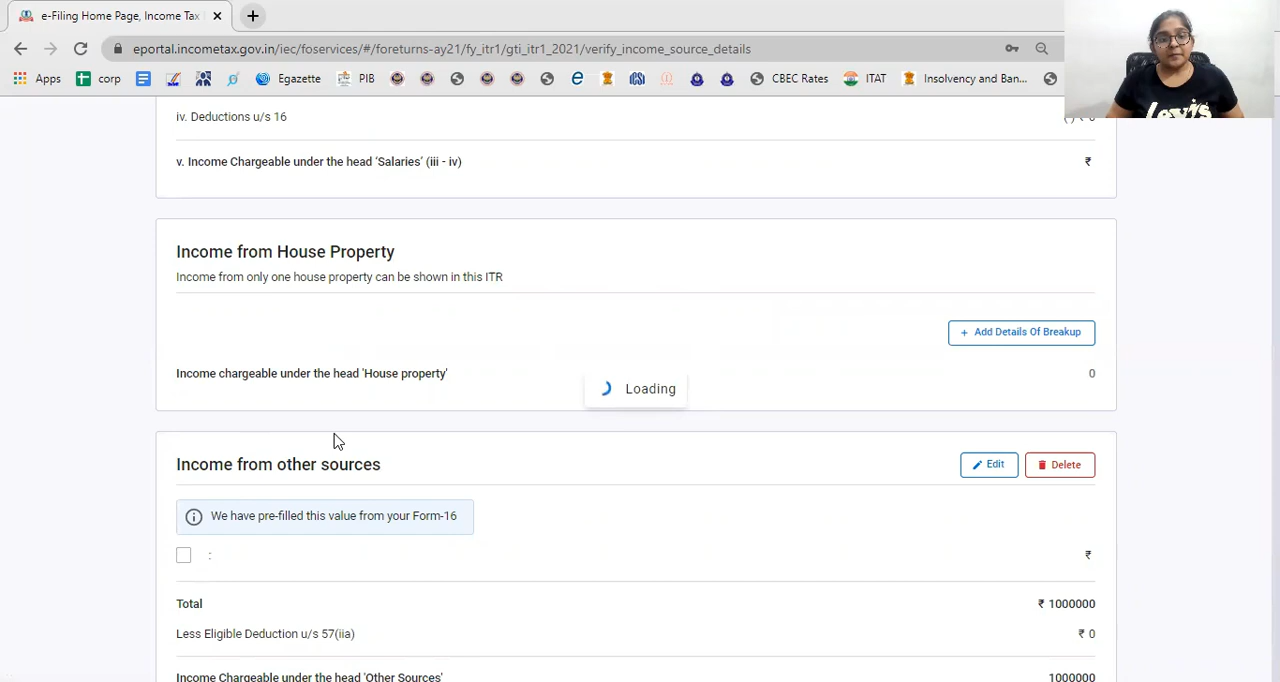 e-Filing Home Page, Income Tax
eportal.incometax.gov.in/iec/foservices/#/foreturns-ay21/fy_itr1/gti_itr1_2021/verify_income_source_details
Apps corp Egazette PIB CBEC Rates ITAT Insolvency and Ban...
Levi's
iv. Deductions u/s 16
v. Income Chargeable under the head 'Salaries' (iii - iv) ₹
Income from House Property
Income from only one house property can be shown in this ITR
+ Add Details Of Breakup
Income chargeable under the head 'House property' 0
Loading
Income from other sources Edit Delete
We have pre-filled this value from your Form-16
: ₹
Total ₹ 1000000
Less Eligible Deduction u/s 57(iia) ₹ 0
Income Chargeable under the head 'Other Sources' 1000000